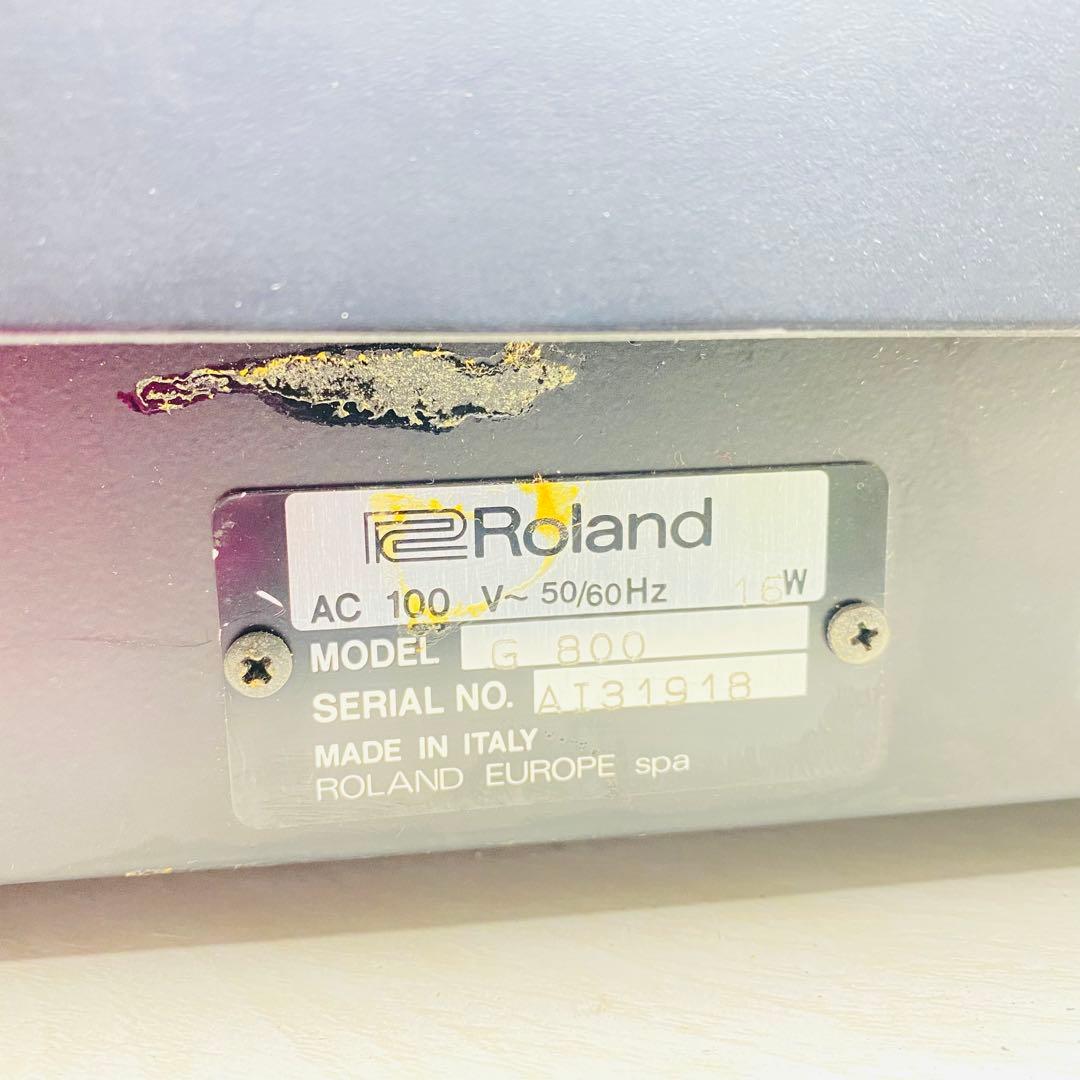 Roland
AC 100 V~ 50/60Hz 16W
MODEL G 800
SERIAL NO. AI31918
MADE IN ITALY
ROLAND EUROPE spa